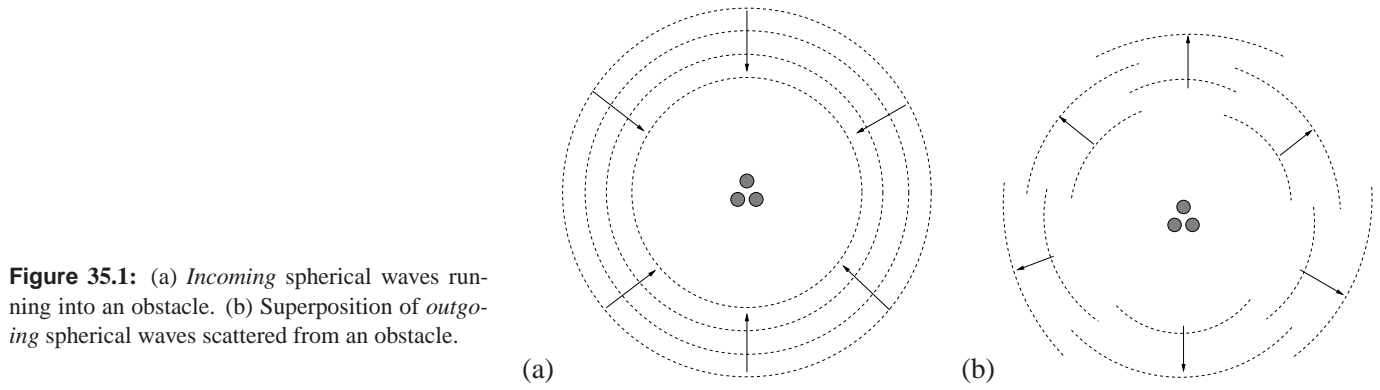 Figure 35.1: (a) Incoming spherical waves run-
ning into an obstacle. (b) Superposition of outgo-
ing spherical waves scattered from an obstacle.
(a)
(b)